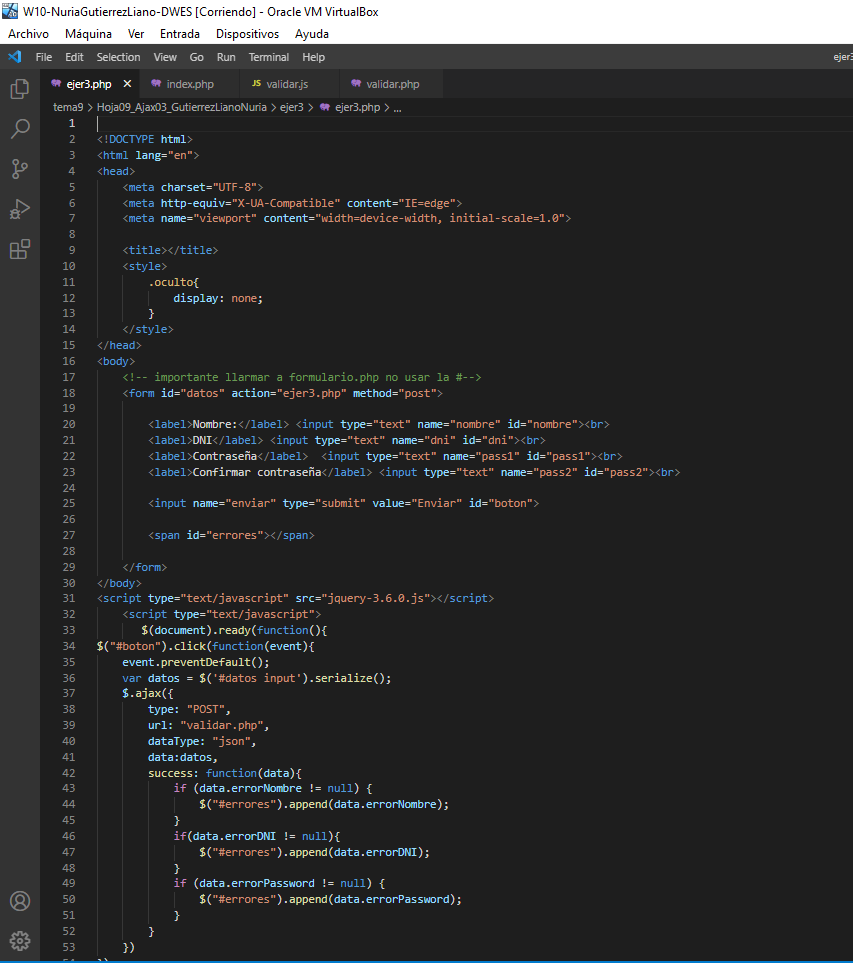 W10-NuriaGutierrezLiano-DWES [Corriendo] - Oracle VM VirtualBox
Archivo Máquina Ver Entrada Dispositivos Ayuda
File Edit Selection View Go Run Terminal Help ejer3
ejer3.php × index.php JS validar.js validar.php
tema9 > Hoja09_Ajax03_GutierrezLianoNuria > ejer3 > ejer3.php > ...
1
2 <!DOCTYPE html>
3 <html lang="en">
4 <head>
5 <meta charset="UTF-8">
6 <meta http-equiv="X-UA-Compatible" content="IE=edge">
7 <meta name="viewport" content="width=device-width, initial-scale=1.0">
8
9 <title></title>
10 <style>
11 .oculto{
12 display: none;
13 }
14 </style>
15 </head>
16 <body>
17 <!-- importante llarmar a formulario.php no usar la #-->
18 <form id="datos" action="ejer3.php" method="post">
19
20 <label>Nombre:</label> <input type="text" name="nombre" id="nombre"><br>
21 <label>DNI</label> <input type="text" name="dni" id="dni"><br>
22 <label>Contraseña</label> <input type="text" name="pass1" id="pass1"><br>
23 <label>Confirmar contraseña</label> <input type="text" name="pass2" id="pass2"><br>
24
25 <input name="enviar" type="submit" value="Enviar" id="boton">
26
27 <span id="errores"></span>
28
29 </form>
30 </body>
31 <script type="text/javascript" src="jquery-3.6.0.js"></script>
32 <script type="text/javascript">
33 $(document).ready(function(){
34 $("#boton").click(function(event){
35 event.preventDefault();
36 var datos = $('#datos input').serialize();
37 $.ajax({
38 type: "POST",
39 url: "validar.php",
40 dataType: "json",
41 data:datos,
42 success: function(data){
43 if (data.errorNombre != null) {
44 $("#errores").append(data.errorNombre);
45 }
46 if(data.errorDNI != null){
47 $("#errores").append(data.errorDNI);
48 }
49 if (data.errorPassword != null) {
50 $("#errores").append(data.errorPassword);
51 }
52 }
53 })
54 })